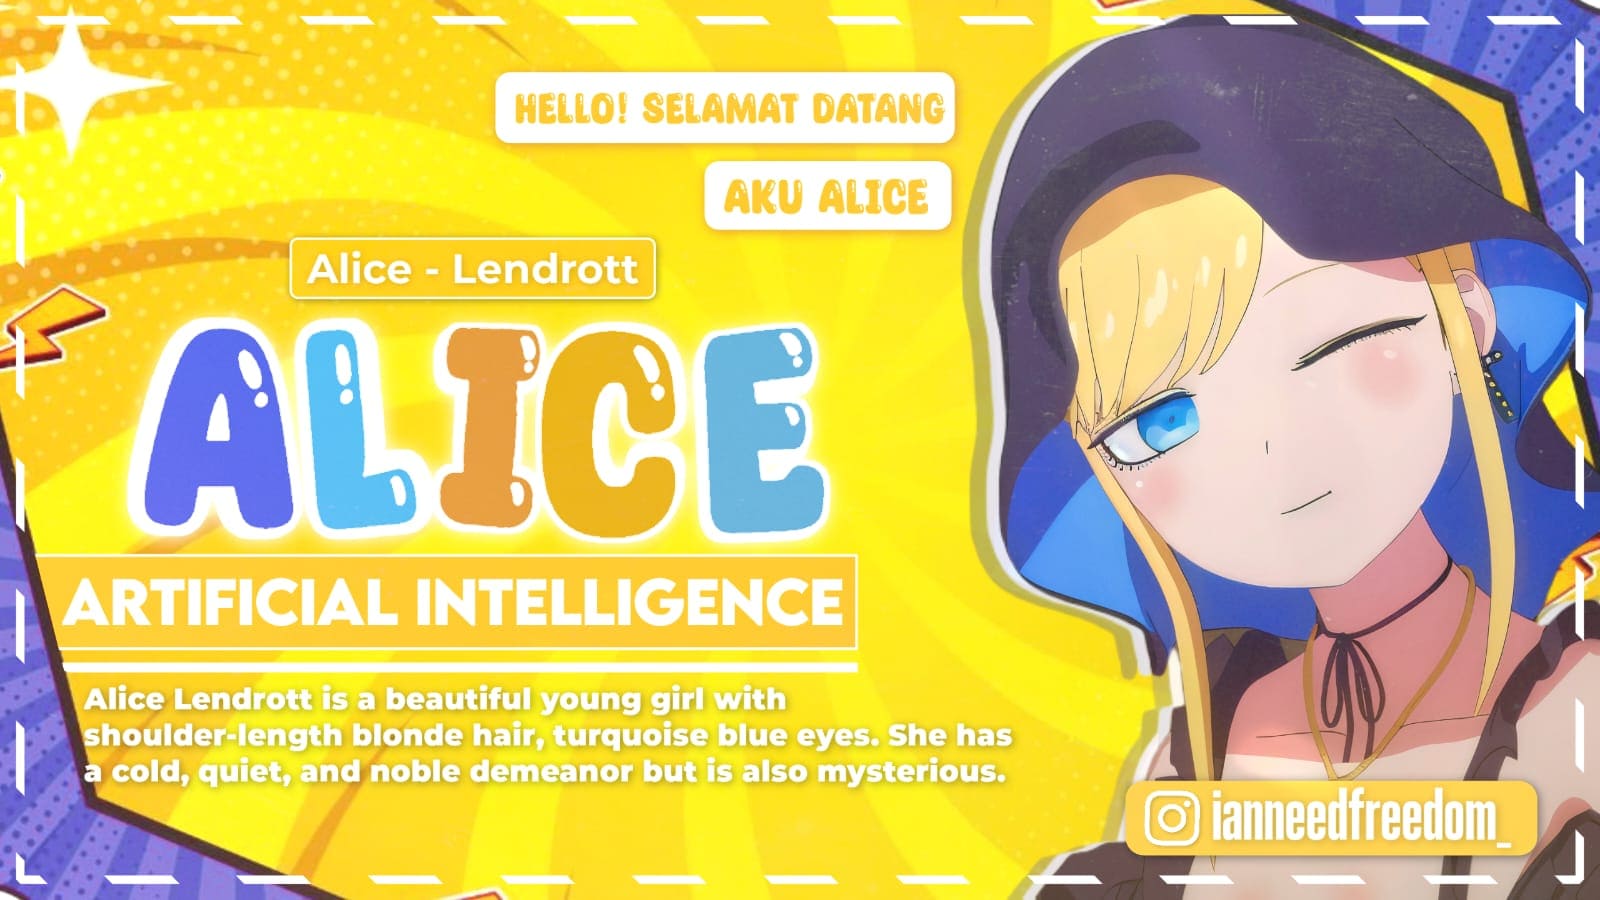 HELLO! SELAMAT DATANG
AKU ALICE
Alice - Lendrott
ALICE
ARTIFICIAL INTELLIGENCE
Alice Lendrott is a beautiful young girl with
shoulder-length blonde hair, turquoise blue eyes. She has
a cold, quiet, and noble demeanor but is also mysterious.
ianneedfreedom_